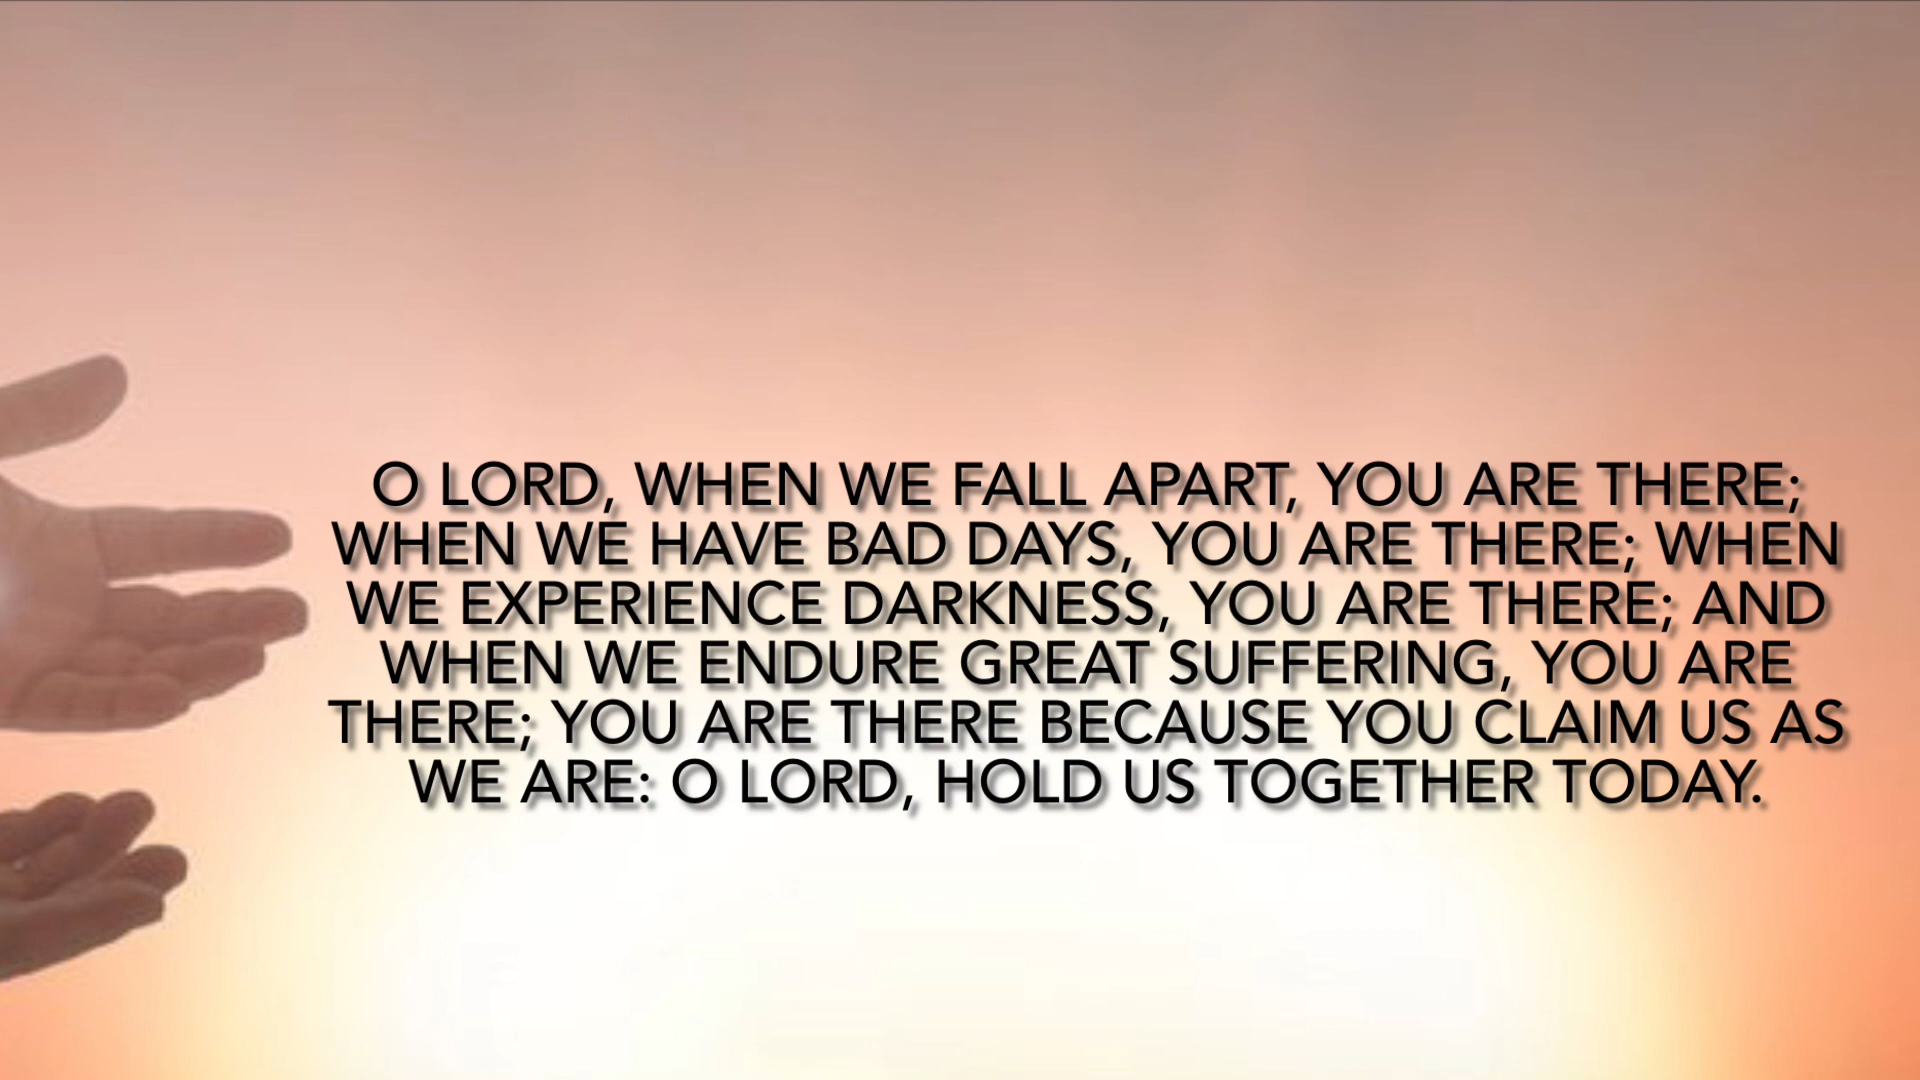 O LORD, WHEN WE FALL APART, YOU ARE THERE;
WHEN WE HAVE BAD DAYS, YOU ARE THERE; WHEN
WE EXPERIENCE DARKNESS, YOU ARE THERE; AND
WHEN WE ENDURE GREAT SUFFERING, YOU ARE
THERE; YOU ARE THERE BECAUSE YOU CLAIM US AS
WE ARE: O LORD, HOLD US TOGETHER TODAY.